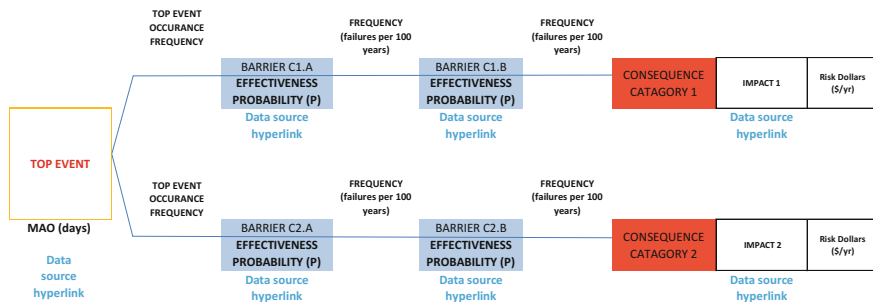 TOP EVENT
OCCURANCE
FREQUENCY
FREQUENCY
(failures per 100
years)
FREQUENCY
(failures per 100
years)
BARRIER C1.A
EFFECTIVENESS
PROBABILITY (P)
Data source
hyperlink
BARRIER C1.B
EFFECTIVENESS
PROBABILITY (P)
Data source
hyperlink
CONSEQUENCE
CATAGORY 1
IMPACT 1
Risk Dollars
($/yr)
Data source
hyperlink
TOP EVENT
MAO (days)
Data
source
hyperlink
TOP EVENT
OCCURANCE
FREQUENCY
FREQUENCY
(failures per 100
years)
FREQUENCY
(failures per 100
years)
BARRIER C2.A
EFFECTIVENESS
PROBABILITY (P)
Data source
hyperlink
BARRIER C2.B
EFFECTIVENESS
PROBABILITY (P)
Data source
hyperlink
CONSEQUENCE
CATAGORY 2
IMPACT 2
Risk Dollars
($/yr)
Data source
hyperlink